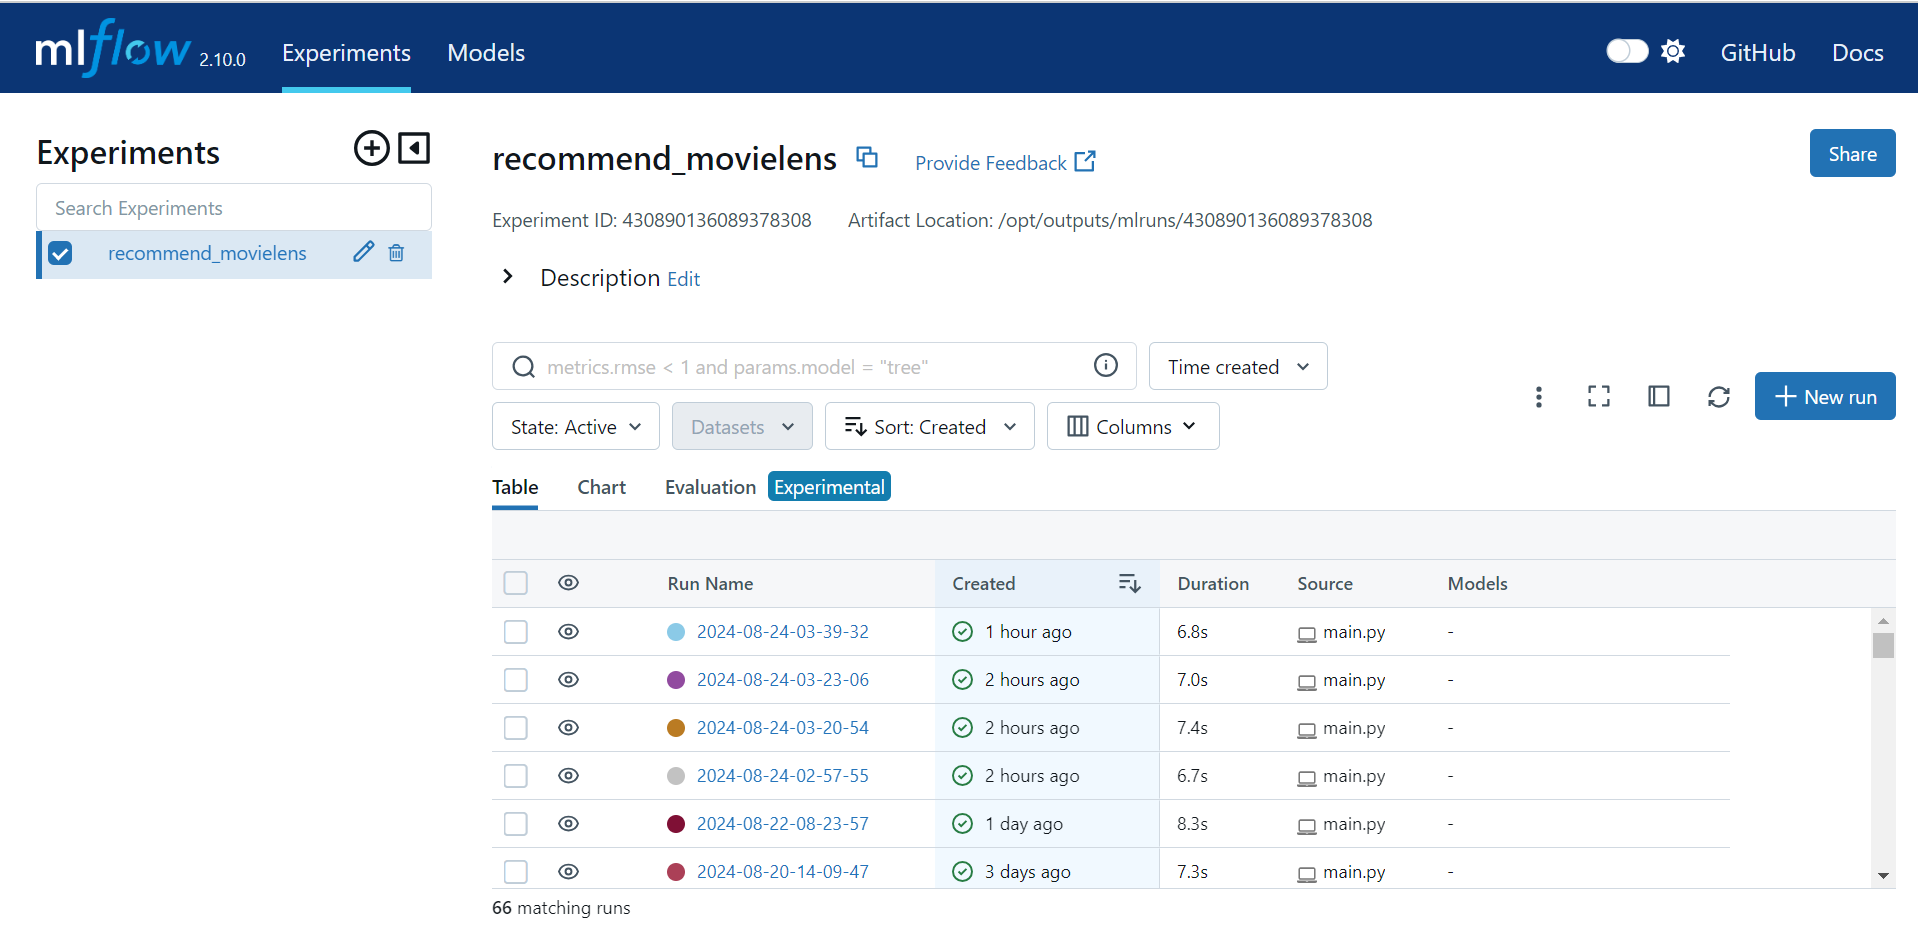 mlflow 2.10.0 Experiments Models GitHub Docs
Experiments
Search Experiments
recommend_movielens
recommend_movielens Provide Feedback Share
Experiment ID: 430890136089378308 Artifact Location: /opt/outputs/mlruns/430890136089378308
Description Edit
metrics.rmse < 1 and params.model = "tree" Time created
State: Active Datasets Sort: Created Columns
New run
Table Chart Evaluation Experimental
Run Name Created Duration Source Models
2024-08-24-03-39-32 1 hour ago 6.8s main.py -
2024-08-24-03-23-06 2 hours ago 7.0s main.py -
2024-08-24-03-20-54 2 hours ago 7.4s main.py -
2024-08-24-02-57-55 2 hours ago 6.7s main.py -
2024-08-22-08-23-57 1 day ago 8.3s main.py -
2024-08-20-14-09-47 3 days ago 7.3s main.py -
66 matching runs